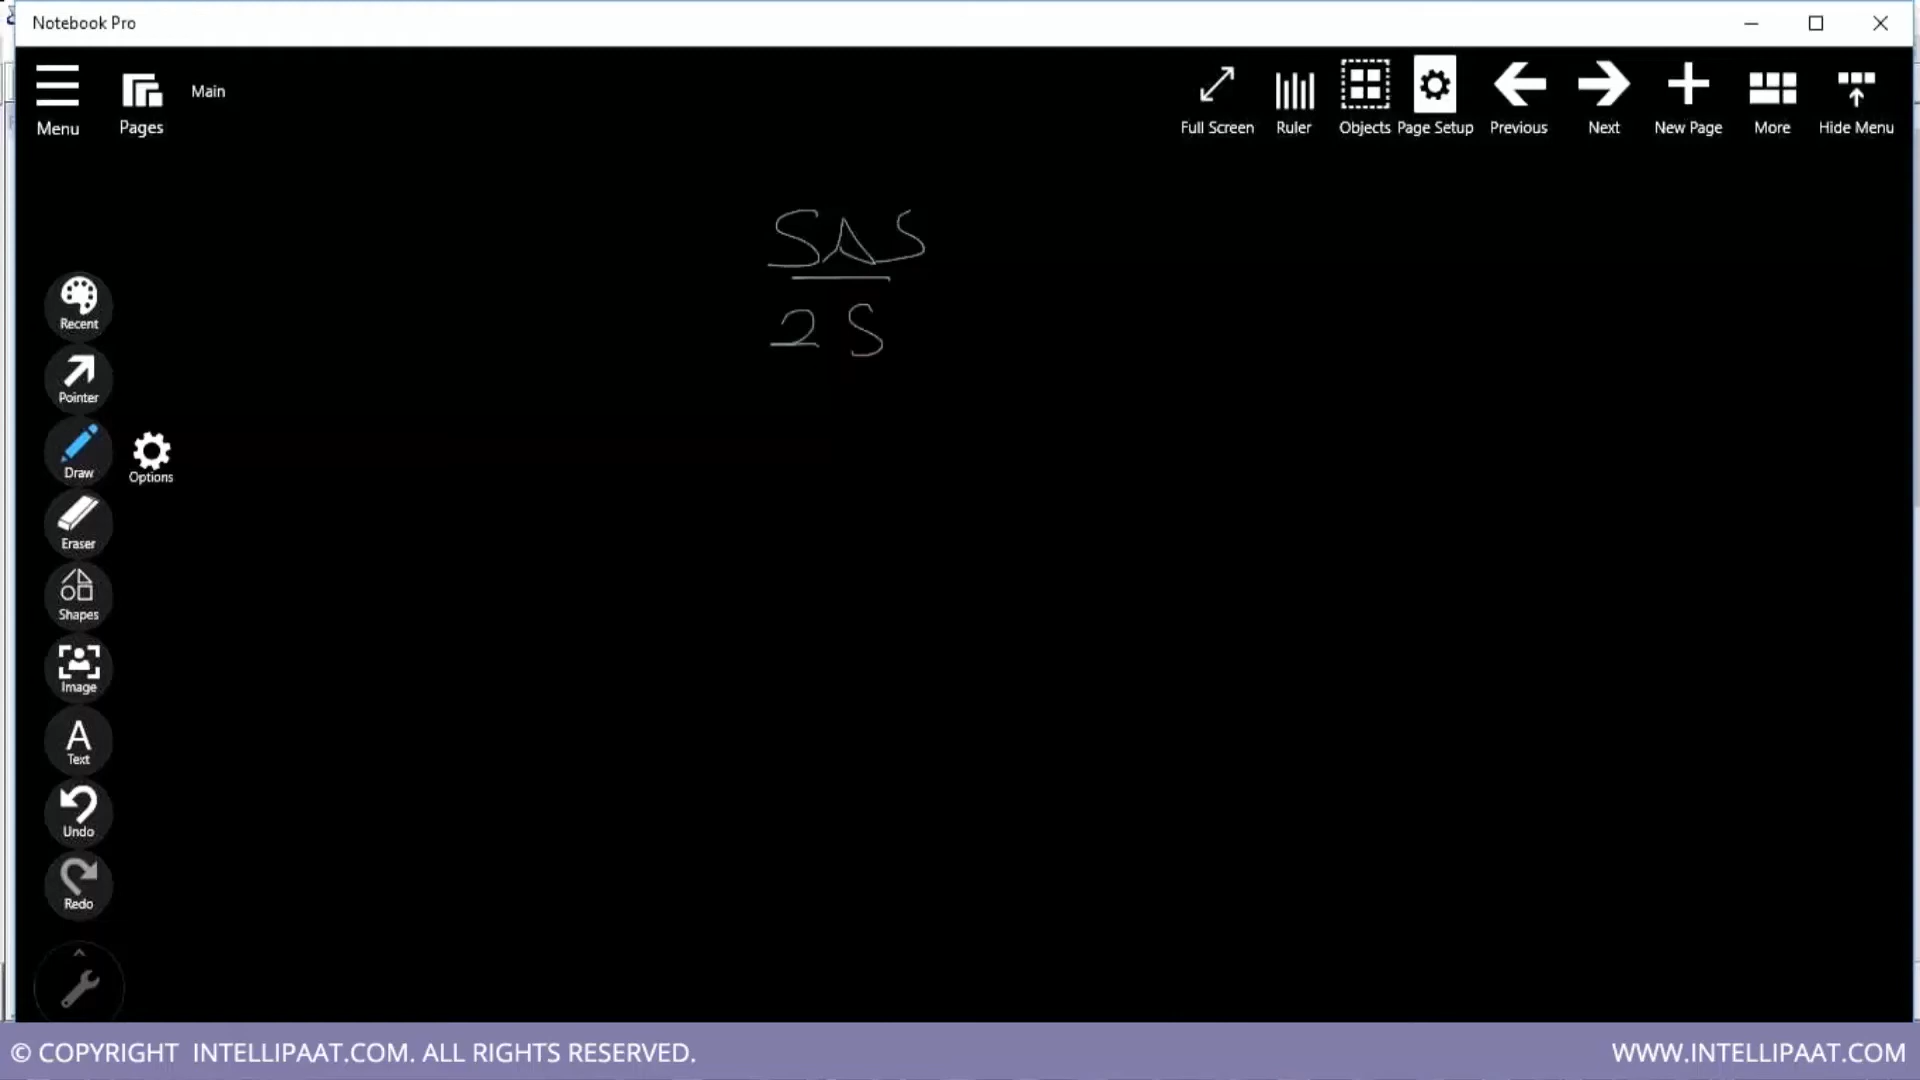 Notebook Pro
Menu
Pages
Main
Full Screen
Ruler
Objects
Page Setup
Previous
Next
New Page
More
Hide Menu
SAS
2 S
Recent
Pointer
Draw
Options
Eraser
Shapes
Image
A
Text
Undo
Redo
© COPYRIGHT INTELLIPAAT.COM. ALL RIGHTS RESERVED.
WWW.INTELLIPAAT.COM